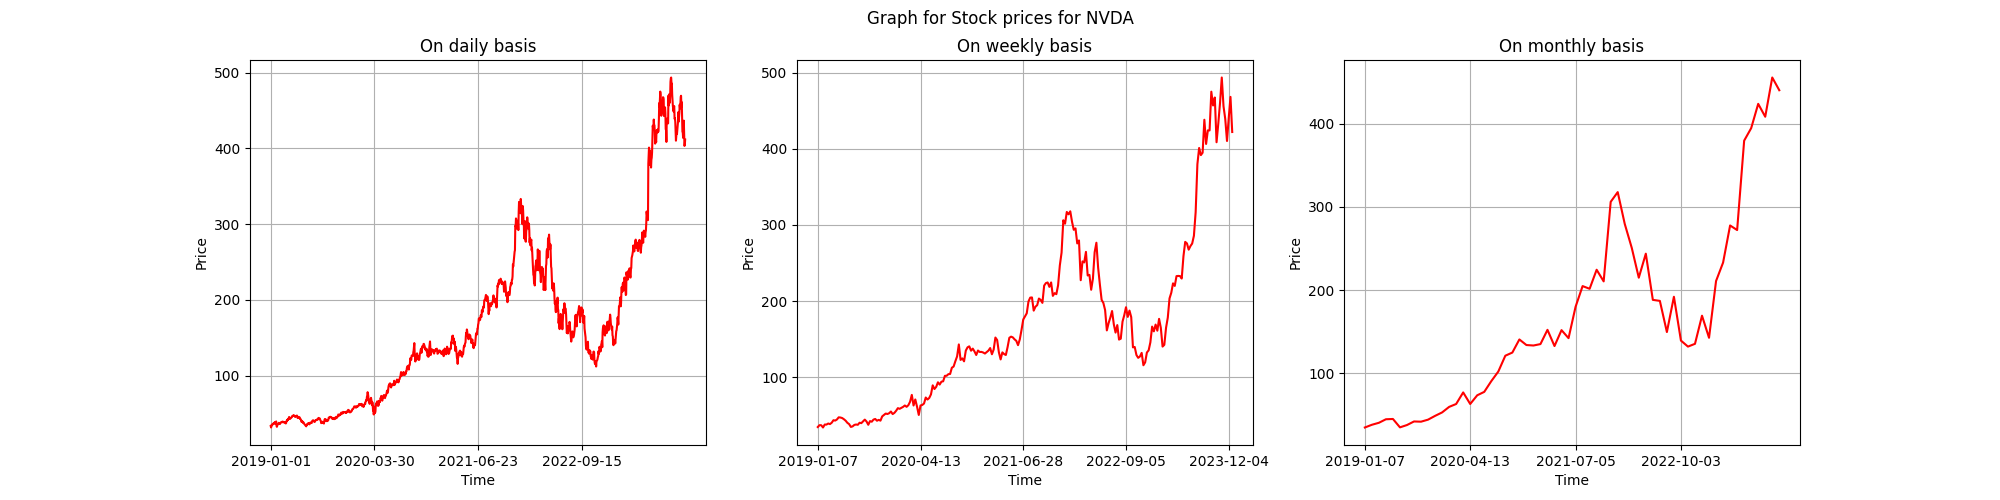 Graph for Stock prices for NVDA
On daily basis
500
400
300
200
100
Price
2019-01-01 2020-03-30 2021-06-23 2022-09-15
Time
On weekly basis
500
400
300
200
100
Price
2019-01-07 2020-04-13 2021-06-28 2022-09-05 2023-12-04
Time
On monthly basis
400
300
200
100
Price
2019-01-07 2020-04-13 2021-07-05 2022-10-03
Time